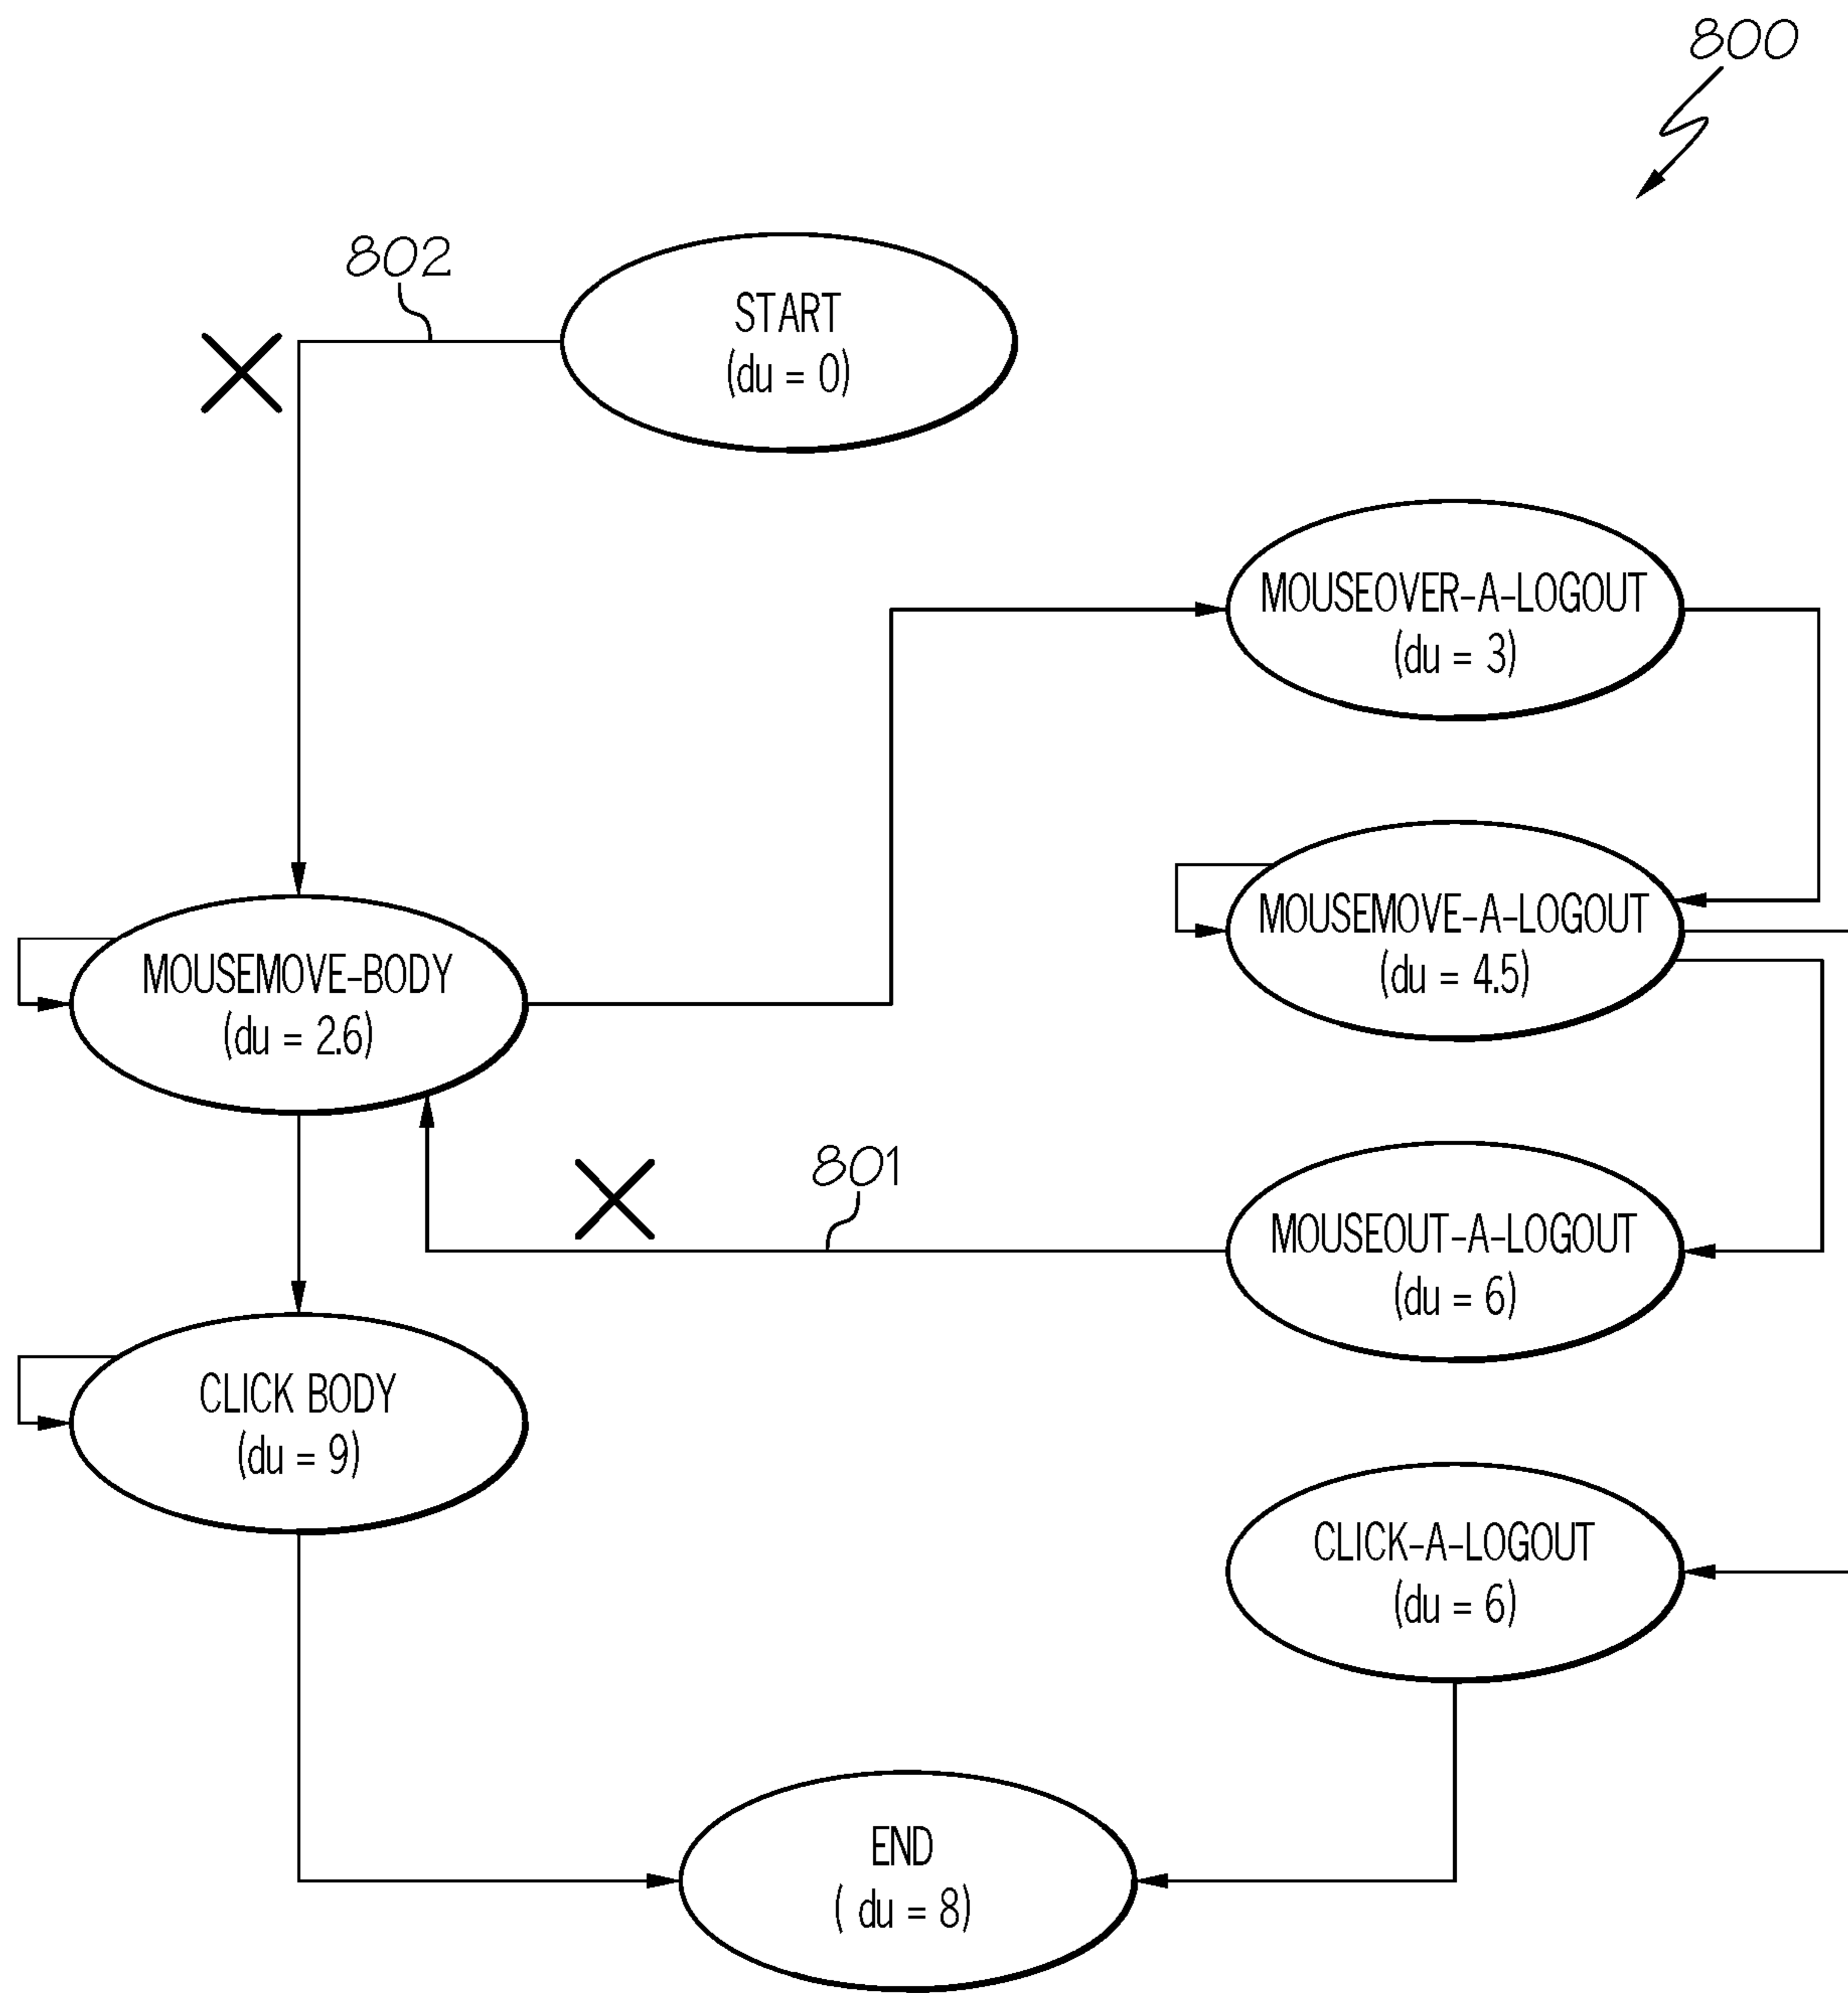 800
802
START
(du = 0)
MOUSEOVER-A-LOGOUT
(du = 3)
MOUSEMOVE-A-LOGOUT
(du = 4.5)
MOUSEMOVE-BODY
(du = 2.6)
801
MOUSEOUT-A-LOGOUT
(du = 6)
CLICK BODY
(du = 9)
CLICK-A-LOGOUT
(du = 6)
END
( du = 8)